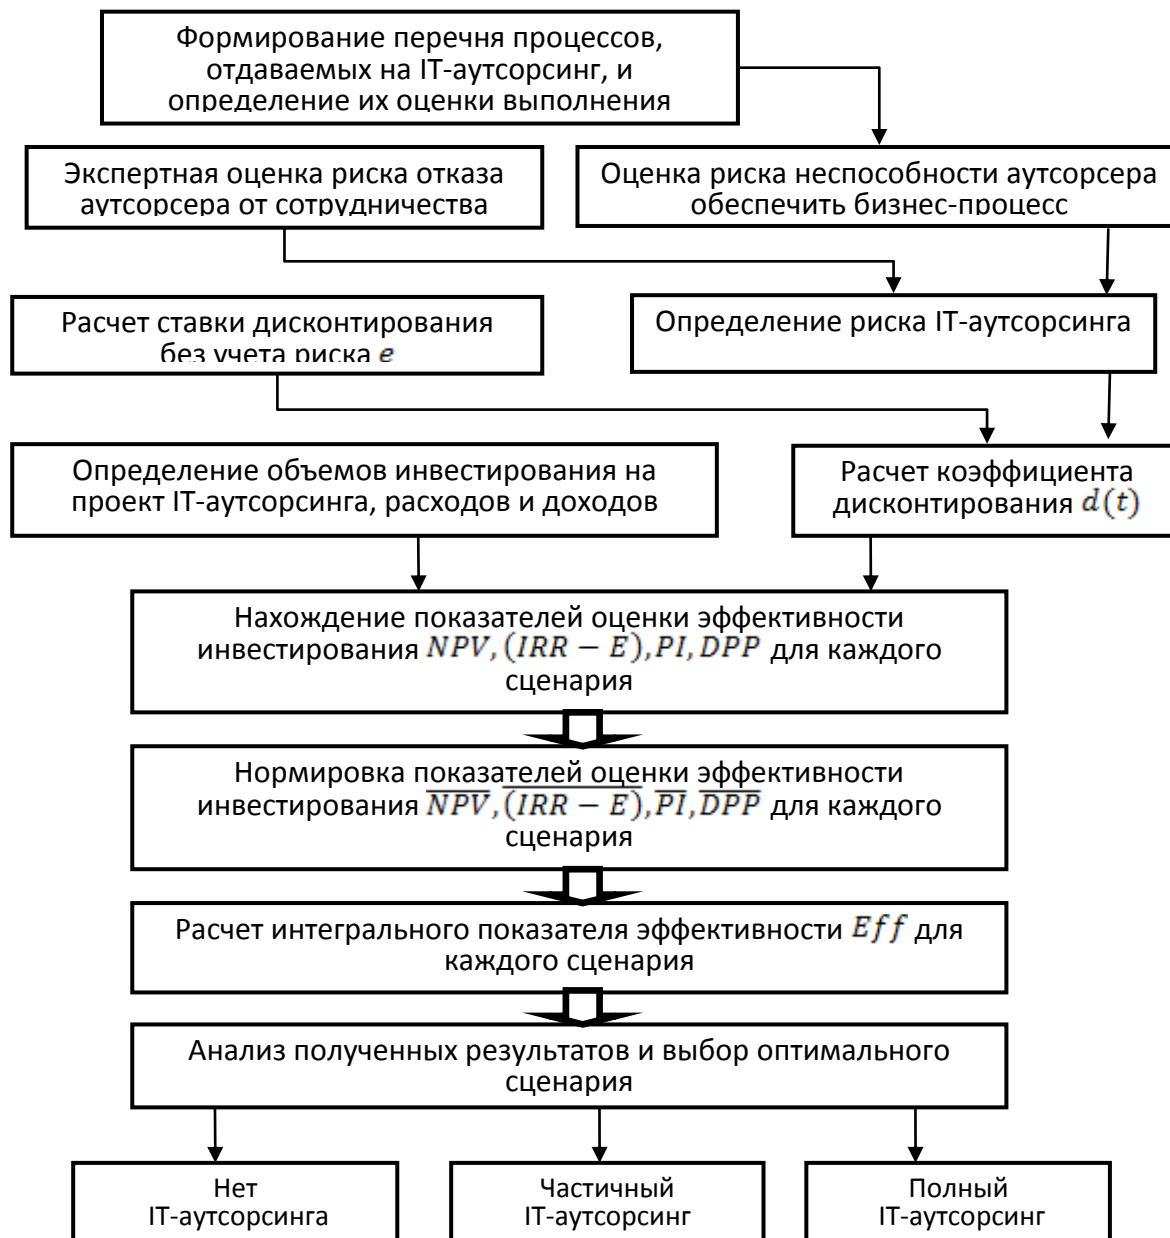 Формирование перечня процессов,
отдаваемых на IT-аутсорсинг, и
определение их оценки выполнения
Экспертная оценка риска отказа
аутсорсера от сотрудничества
Оценка риска неспособности аутсорсера
обеспечить бизнес-процесс
Расчет ставки дисконтирования
без учета риска e
Определение риска IT-аутсорсинга
Определение объемов инвестирования на
проект IT-аутсорсинга, расходов и доходов
Расчет коэффициента
дисконтирования d(t)
Нахождение показателей оценки эффективности
инвестирования NPV, (IRR − E), PI, DPP для каждого
сценария
Нормировка показателей оценки эффективности
инвестирования \overline{NPV}, \overline{(IRR − E)}, \overline{PI}, \overline{DPP} для каждого
сценария
Расчет интегрального показателя эффективности Eff для
каждого сценария
Анализ полученных результатов и выбор оптимального
сценария
Нет
IT-аутсорсинга
Частичный
IT-аутсорсинг
Полный
IT-аутсорсинг